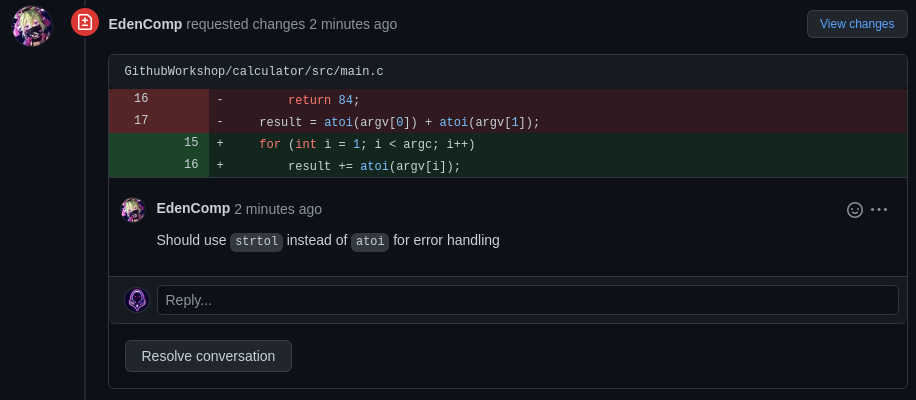 EdenComp requested changes 2 minutes ago
View changes
GithubWorkshop/calculator/src/main.c
16 - return 84;
17 - result = atoi(argv[0]) + atoi(argv[1]);
15 + for (int i = 1; i < argc; i++)
16 + result += atoi(argv[i]);
EdenComp 2 minutes ago
Should use strtol instead of atoi for error handling
Reply...
Resolve conversation